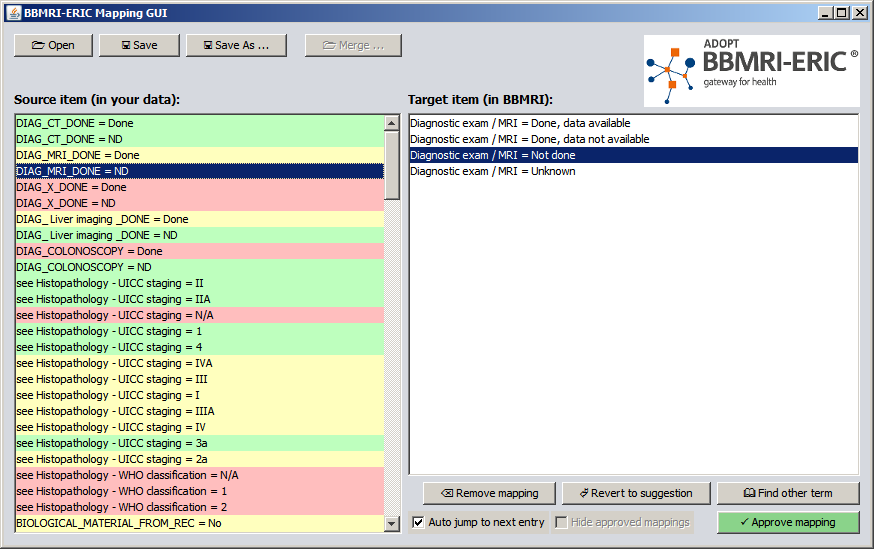 BBMRI-ERIC Mapping GUI
Open
Save
Save As ...
Merge ...
ADOPT
BBMRI-ERIC®
gateway for health
Source item (in your data):
Target item (in BBMRI):
DIAG_CT_DONE = Done
DIAG_CT_DONE = ND
DIAG_MRI_DONE = Done
DIAG_MRI_DONE = ND
DIAG_X_DONE = Done
DIAG_X_DONE = ND
DIAG_ Liver imaging _DONE = Done
DIAG_ Liver imaging _DONE = ND
DIAG_COLONOSCOPY = Done
DIAG_COLONOSCOPY = ND
see Histopathology - UICC staging = II
see Histopathology - UICC staging = IIA
see Histopathology - UICC staging = N/A
see Histopathology - UICC staging = 1
see Histopathology - UICC staging = 4
see Histopathology - UICC staging = IVA
see Histopathology - UICC staging = III
see Histopathology - UICC staging = I
see Histopathology - UICC staging = IIIA
see Histopathology - UICC staging = IV
see Histopathology - UICC staging = 3a
see Histopathology - UICC staging = 2a
see Histopathology - WHO classification = N/A
see Histopathology - WHO classification = 1
see Histopathology - WHO classification = 2
BIOLOGICAL_MATERIAL_FROM_REC = No
Diagnostic exam / MRI = Done, data available
Diagnostic exam / MRI = Done, data not available
Diagnostic exam / MRI = Not done
Diagnostic exam / MRI = Unknown
Remove mapping
Revert to suggestion
Find other term
Auto jump to next entry
Hide approved mappings
Approve mapping